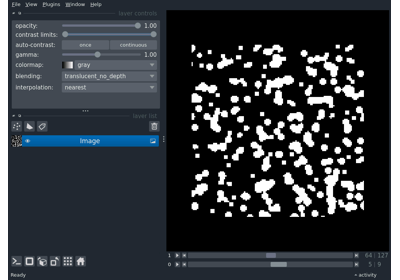 File View Plugins Window Help
layer controls
opacity: 1.00
contrast limits:
auto-contrast: once continuous
gamma: 1.00
colormap: gray
blending: translucent_no_depth
interpolation: nearest
layer list
Image
1 64 127
0 5 9
Ready activity